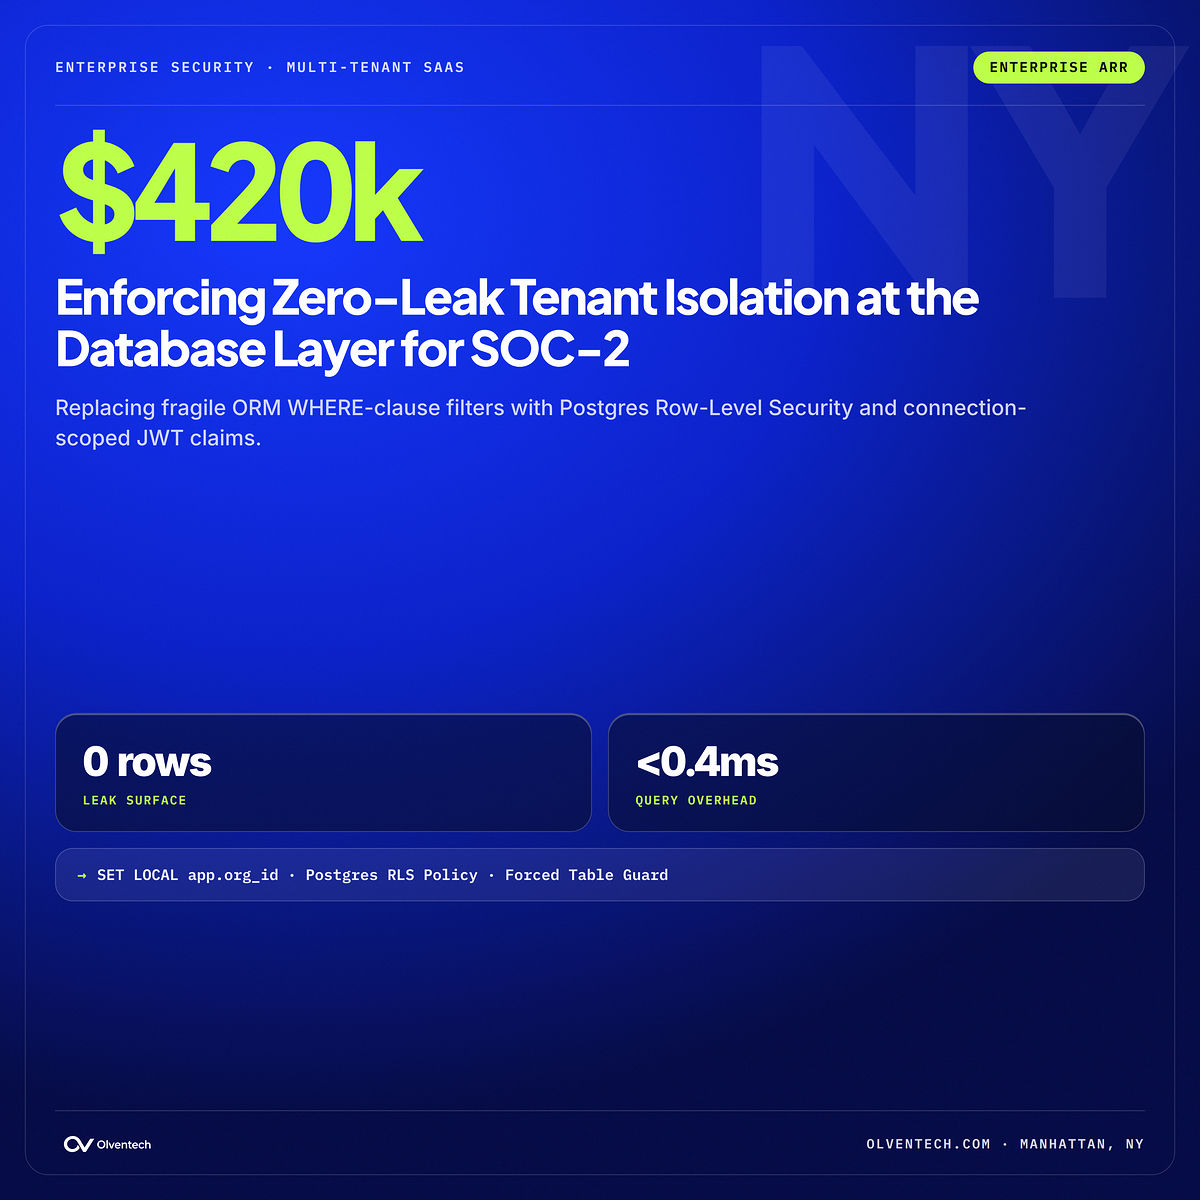 ENTERPRISE SECURITY · MULTI-TENANT SAAS
ENTERPRISE ARR
NY
$420k
Enforcing Zero-Leak Tenant Isolation at the
Database Layer for SOC-2
Replacing fragile ORM WHERE-clause filters with Postgres Row-Level Security and connection-
scoped JWT claims.
0 rows
LEAK SURFACE
<0.4ms
QUERY OVERHEAD
→ SET LOCAL app.org_id · Postgres RLS Policy · Forced Table Guard
Olventech
OLVENTECH.COM · MANHATTAN, NY